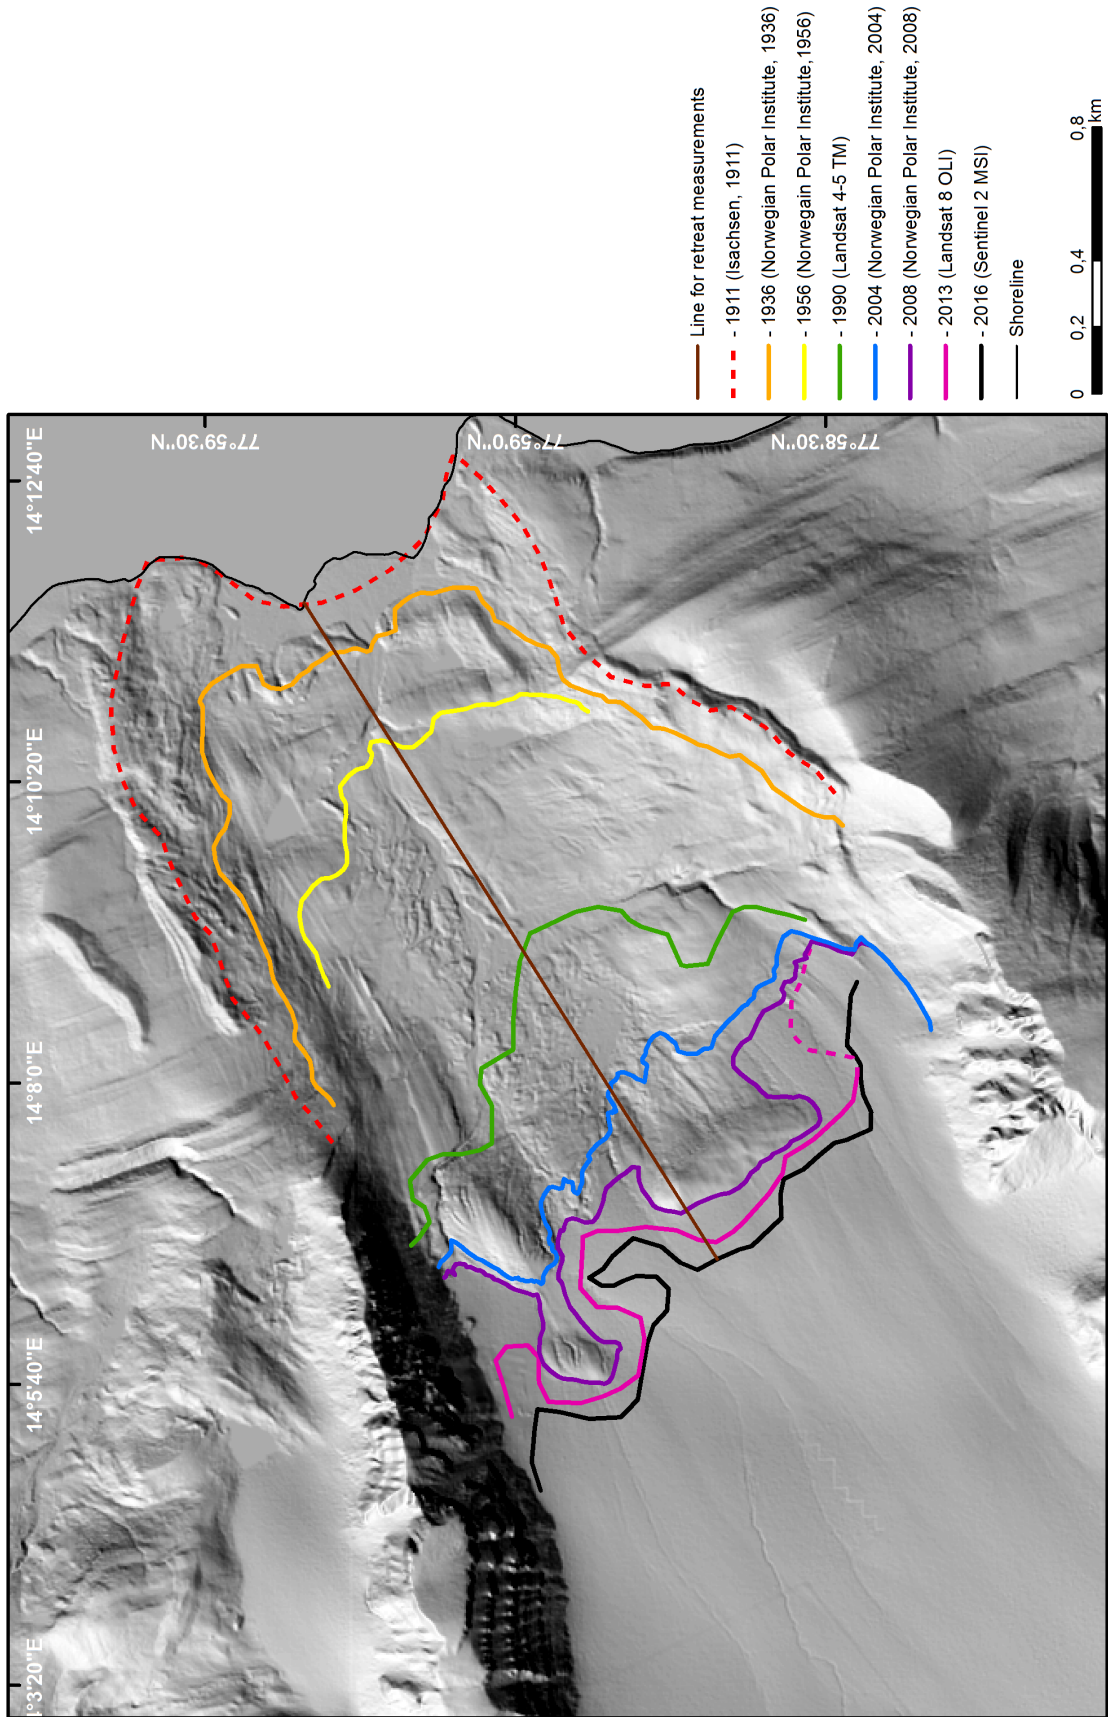 14°3'20"E
14°5'40"E
14°8'0"E
14°10'20"E
14°12'40"E
77°59'30"N
77°59'0"N
77°58'30"N
Line for retreat measurements
- 1911 (Isachsen, 1911)
- 1936 (Norwegian Polar Institute, 1936)
- 1956 (Norwegain Polar Institute,1956)
- 1990 (Landsat 4-5 TM)
- 2004 (Norwegian Polar Institute, 2004)
- 2008 (Norwegian Polar Institute, 2008)
- 2013 (Landsat 8 OLI)
- 2016 (Sentinel 2 MSI)
- Shoreline
0 0,2 0,4 0,8
km